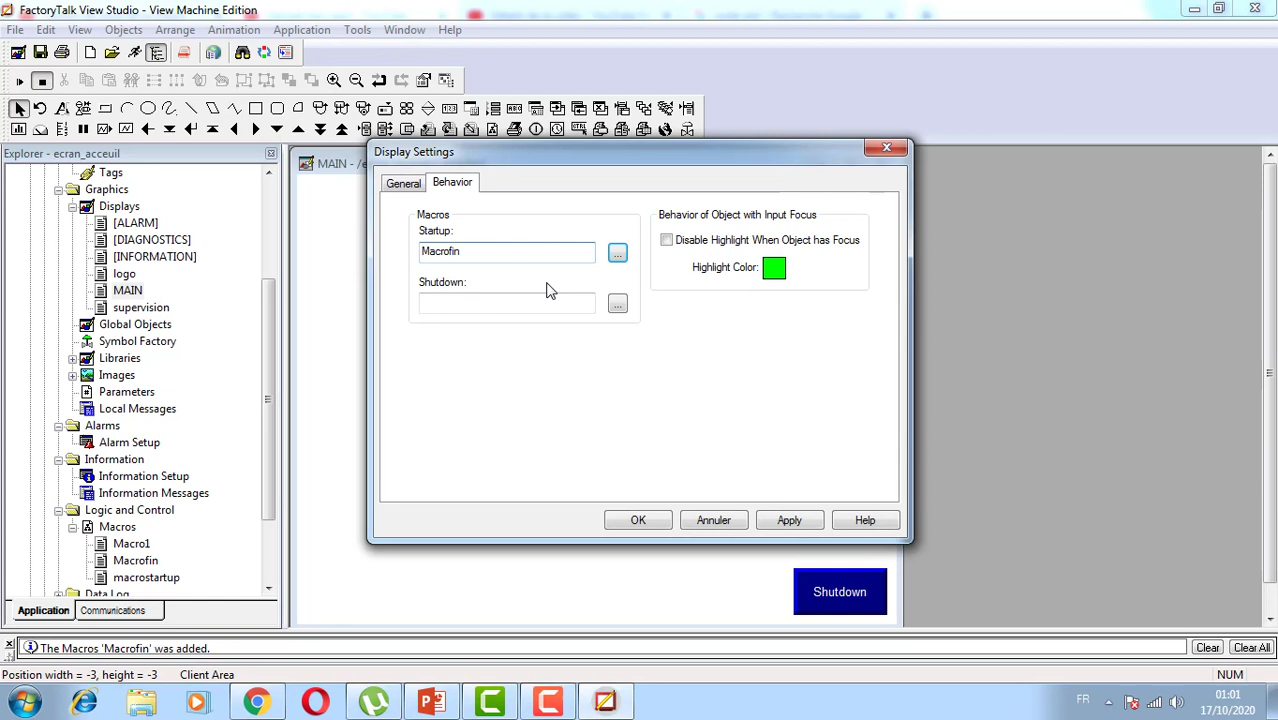 FactoryTalk View Studio - View Machine Edition
File Edit View Objects Arrange Animation Application Tools Window Help
Explorer - ecran_acceuil
Tags
Graphics
Displays
[ALARM]
[DIAGNOSTICS]
[INFORMATION]
logo
MAIN
supervision
Global Objects
Symbol Factory
Libraries
Images
Parameters
Local Messages
Alarms
Alarm Setup
Information
Information Setup
Information Messages
Logic and Control
Macros
Macro1
Macrofin
macrostartup
Data Log
Application Communications
MAIN - /e
Display Settings
General Behavior
Macros
Startup:
Macrofin
...
Shutdown:
...
Behavior of Object with Input Focus
Disable Highlight When Object has Focus
Highlight Color:
OK Annuler Apply Help
Shutdown
The Macros 'Macrofin' was added.
Clear Clear All
Position width = -3, height = -3 Client Area NUM
FR
01:01
17/10/2020